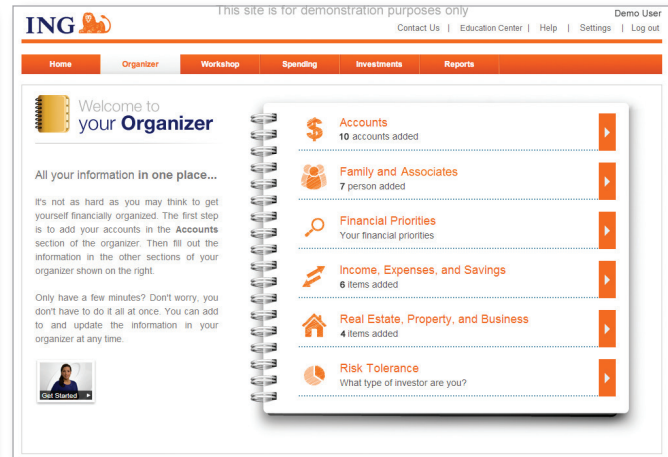 This site is for demonstration purposes only
Demo User
ING
Contact Us | Education Center | Help | Settings | Log out
Home Organizer Workshop Spending Investments Reports
Welcome to
your Organizer
All your information in one place...
It's not as hard as you may think to get
yourself financially organized. The first step
is to add your accounts in the Accounts
section of the organizer. Then fill out the
information in the other sections of your
organizer shown on the right.
Only have a few minutes? Don't worry, you
don't have to do it all at once. You can add
to and update the information in your
organizer at any time.
Get Started
Accounts
10 accounts added
Family and Associates
7 person added
Financial Priorities
Your financial priorities
Income, Expenses, and Savings
6 items added
Real Estate, Property, and Business
4 items added
Risk Tolerance
What type of investor are you?